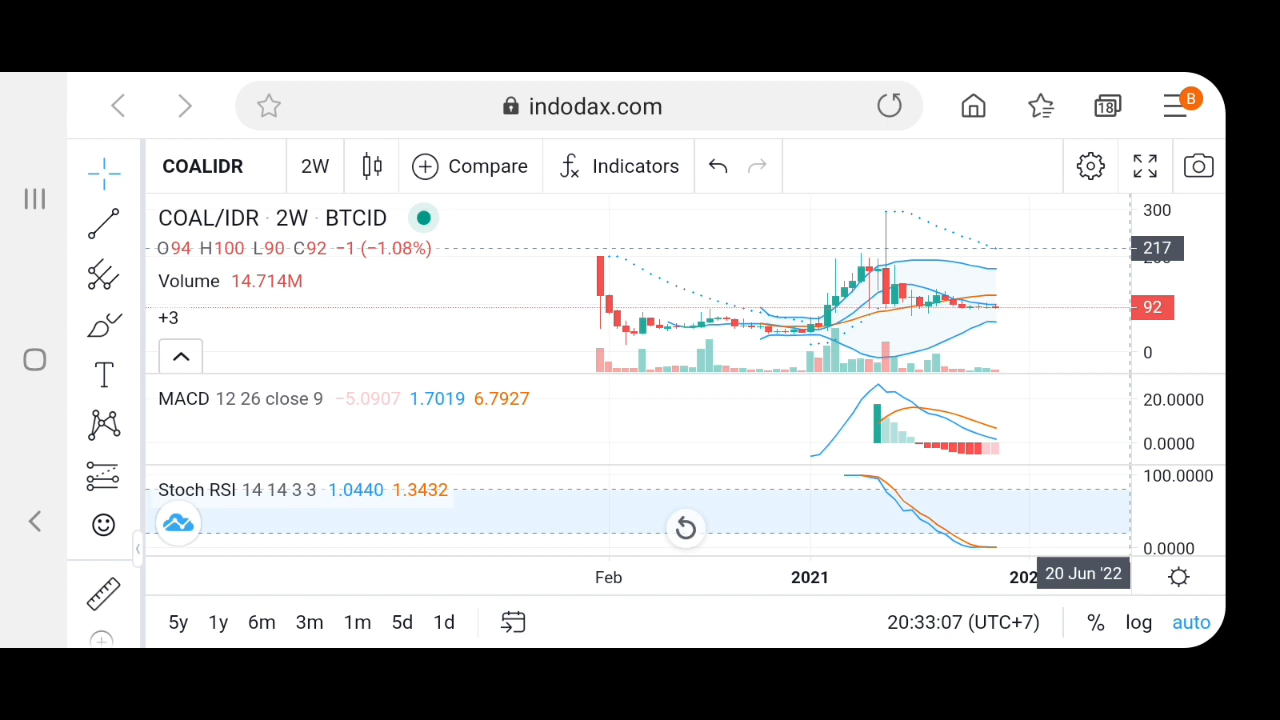 indodax.com
18
B
COALIDR
2W
Compare
Indicators
COAL/IDR · 2W · BTCID
O94 H100 L90 C92 −1 (−1.08%)
Volume 14.714M
+3
300
217
92
0
MACD 12 26 close 9 −5.0907 1.7019 6.7927
20.0000
0.0000
Stoch RSI 14 14 3 3 1.0440 1.3432
100.0000
0.0000
Feb
2021
202
20 Jun '22
5y 1y 6m 3m 1m 5d 1d
20:33:07 (UTC+7)
% log auto